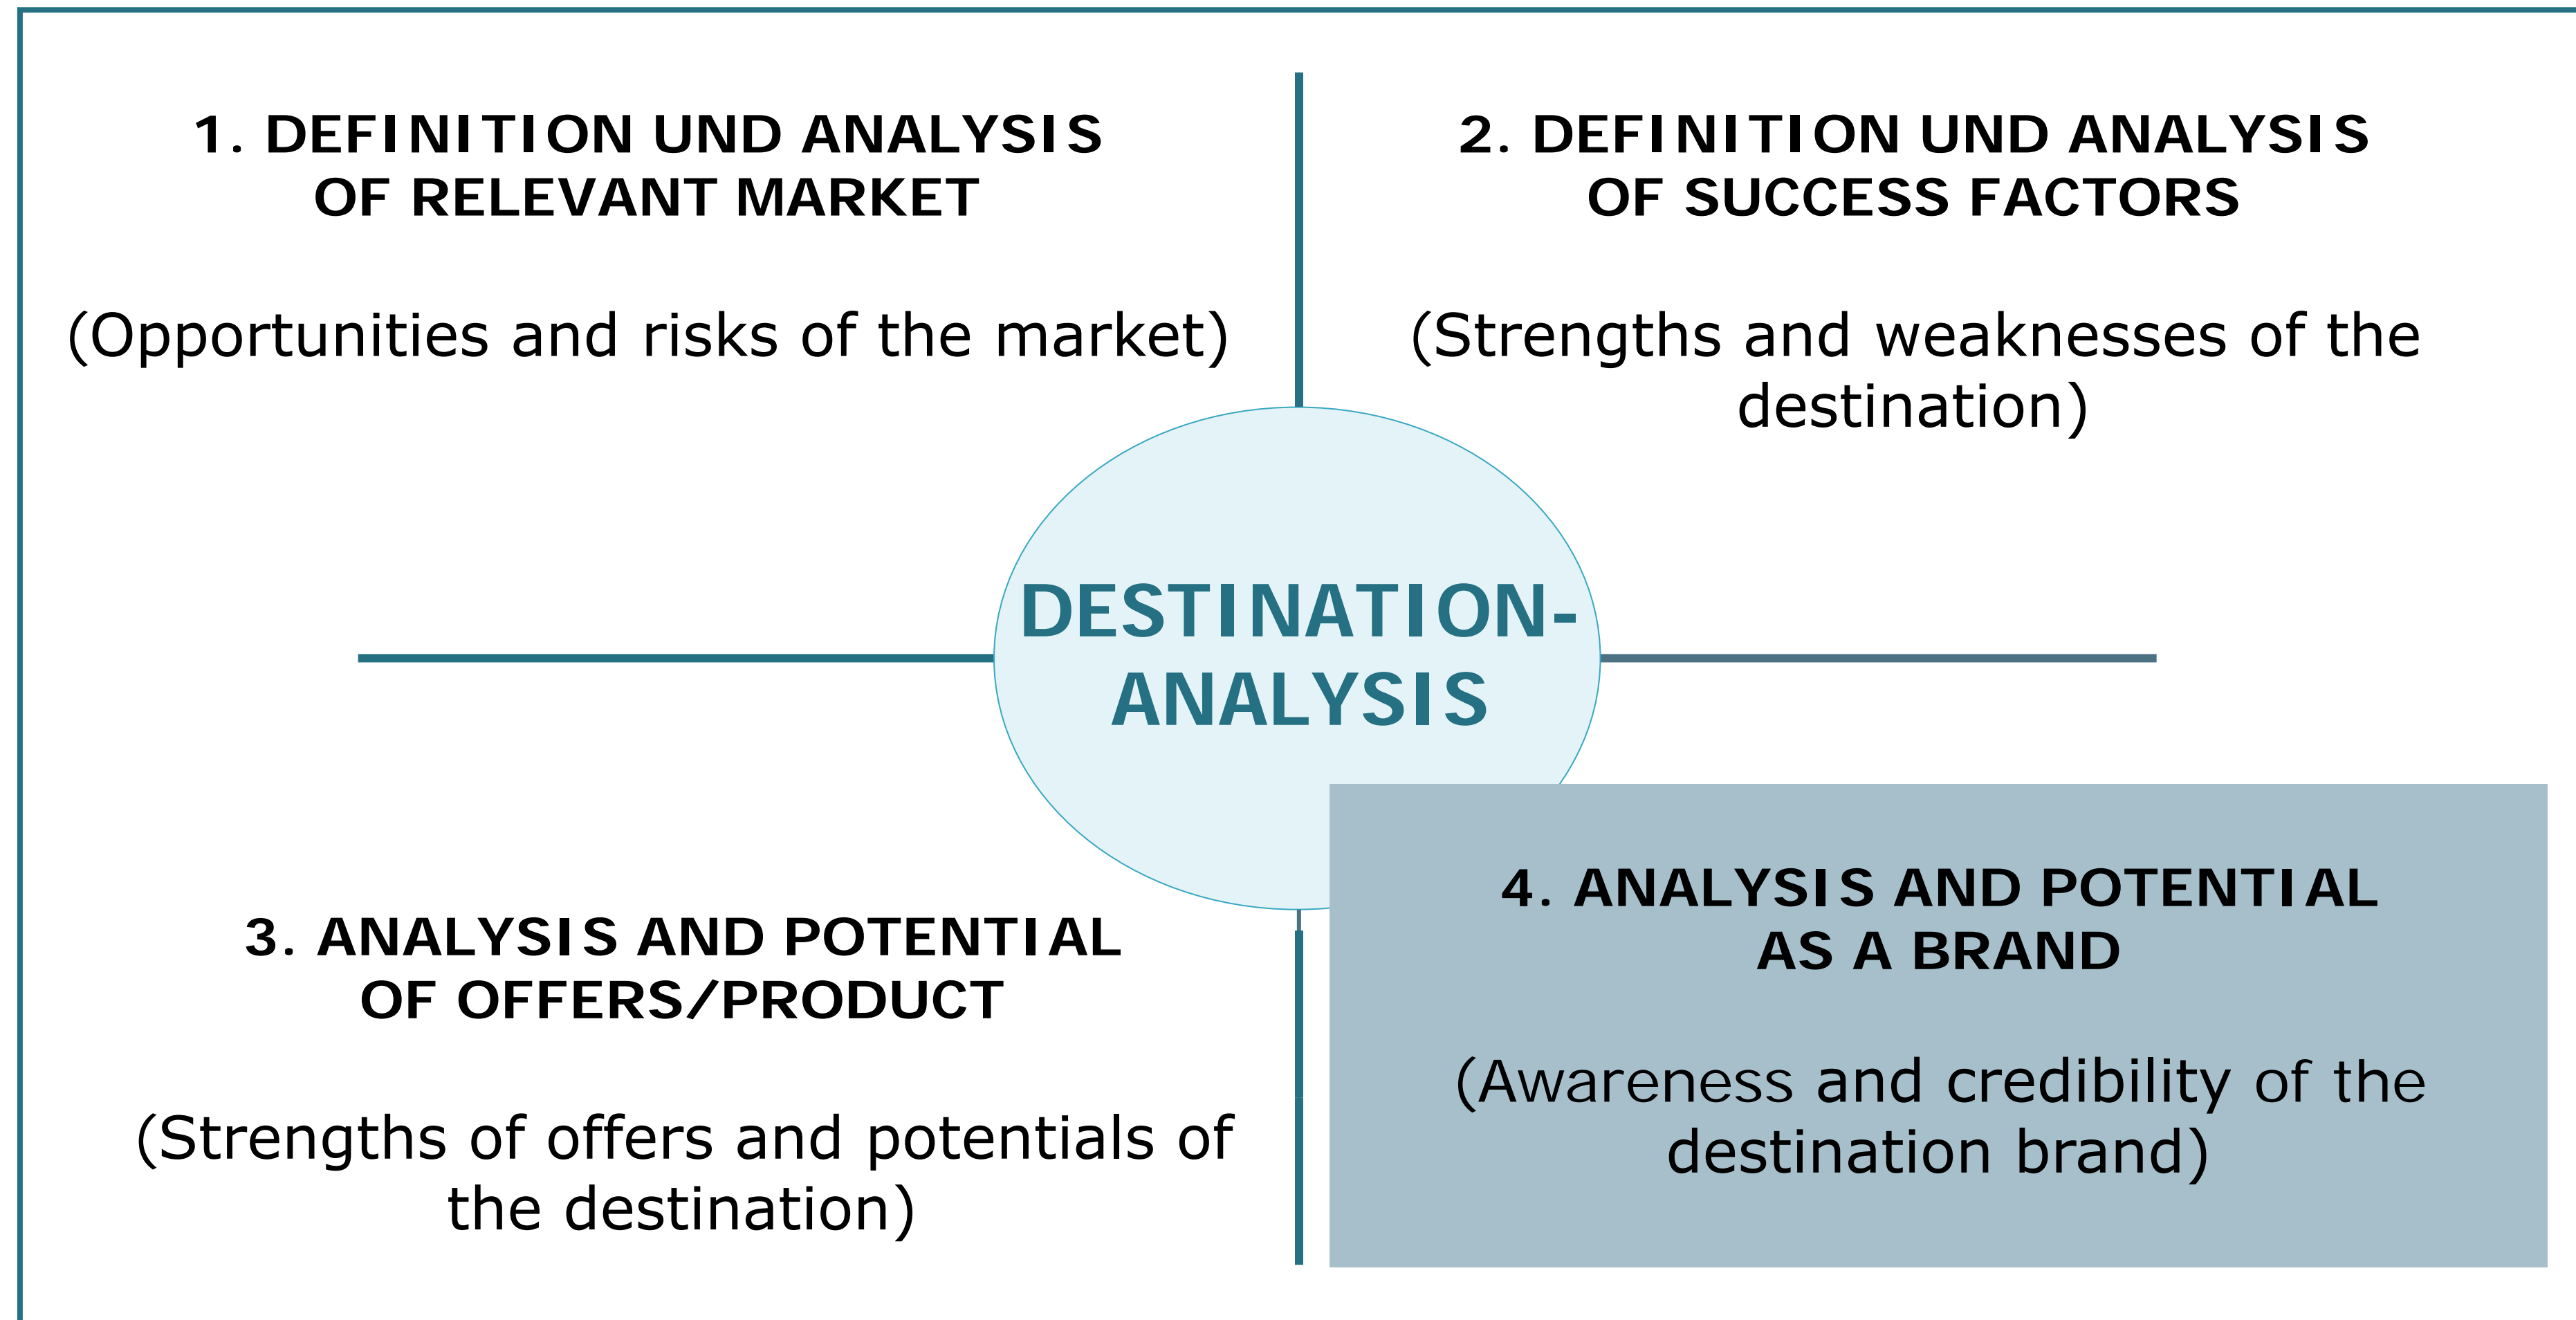 1. DEFINITION UND ANALYSIS
OF RELEVANT MARKET
(Opportunities and risks of the market)
2. DEFINITION UND ANALYSIS
OF SUCCESS FACTORS
(Strengths and weaknesses of the
destination)
DESTINATION-
ANALYSIS
3. ANALYSIS AND POTENTIAL
OF OFFERS/PRODUCT
(Strengths of offers and potentials of
the destination)
4. ANALYSIS AND POTENTIAL
AS A BRAND
(Awareness and credibility of the
destination brand)